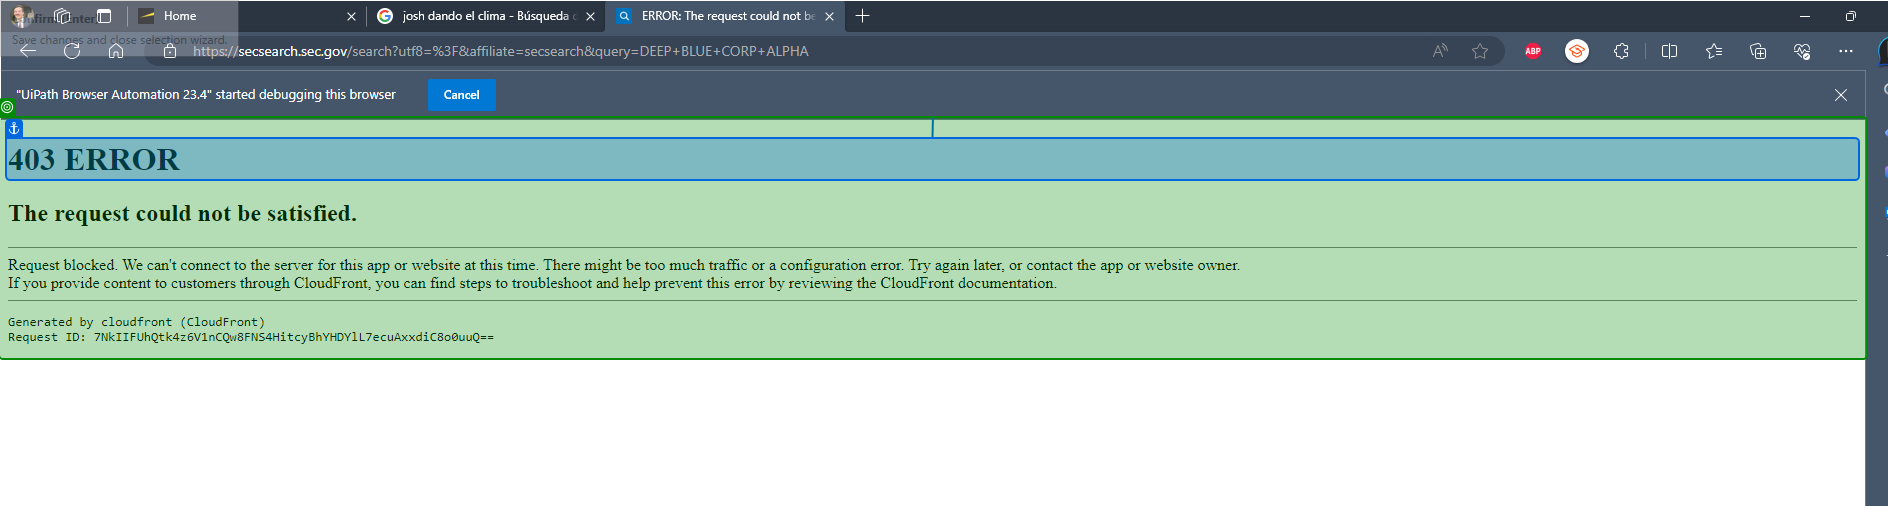 Home
josh dando el clima - Búsqueda
ERROR: The request could not be
Save changes and close selection wizard.
https://secsearch.sec.gov/search?utf8=%3F&affiliate=secsearch&query=DEEP+BLUE+CORP+ALPHA
ABP
"UiPath Browser Automation 23.4" started debugging this browser
Cancel
403 ERROR
The request could not be satisfied.
Request blocked. We can't connect to the server for this app or website at this time. There might be too much traffic or a configuration error. Try again later, or contact the app or website owner.
If you provide content to customers through CloudFront, you can find steps to troubleshoot and help prevent this error by reviewing the CloudFront documentation.
Generated by cloudfront (CloudFront)
Request ID: 7NkIIFUhQtk4z6V1nCQw8FNS4HitcyBhYHDYlL7ecuAxxdiC8o0uuQ==